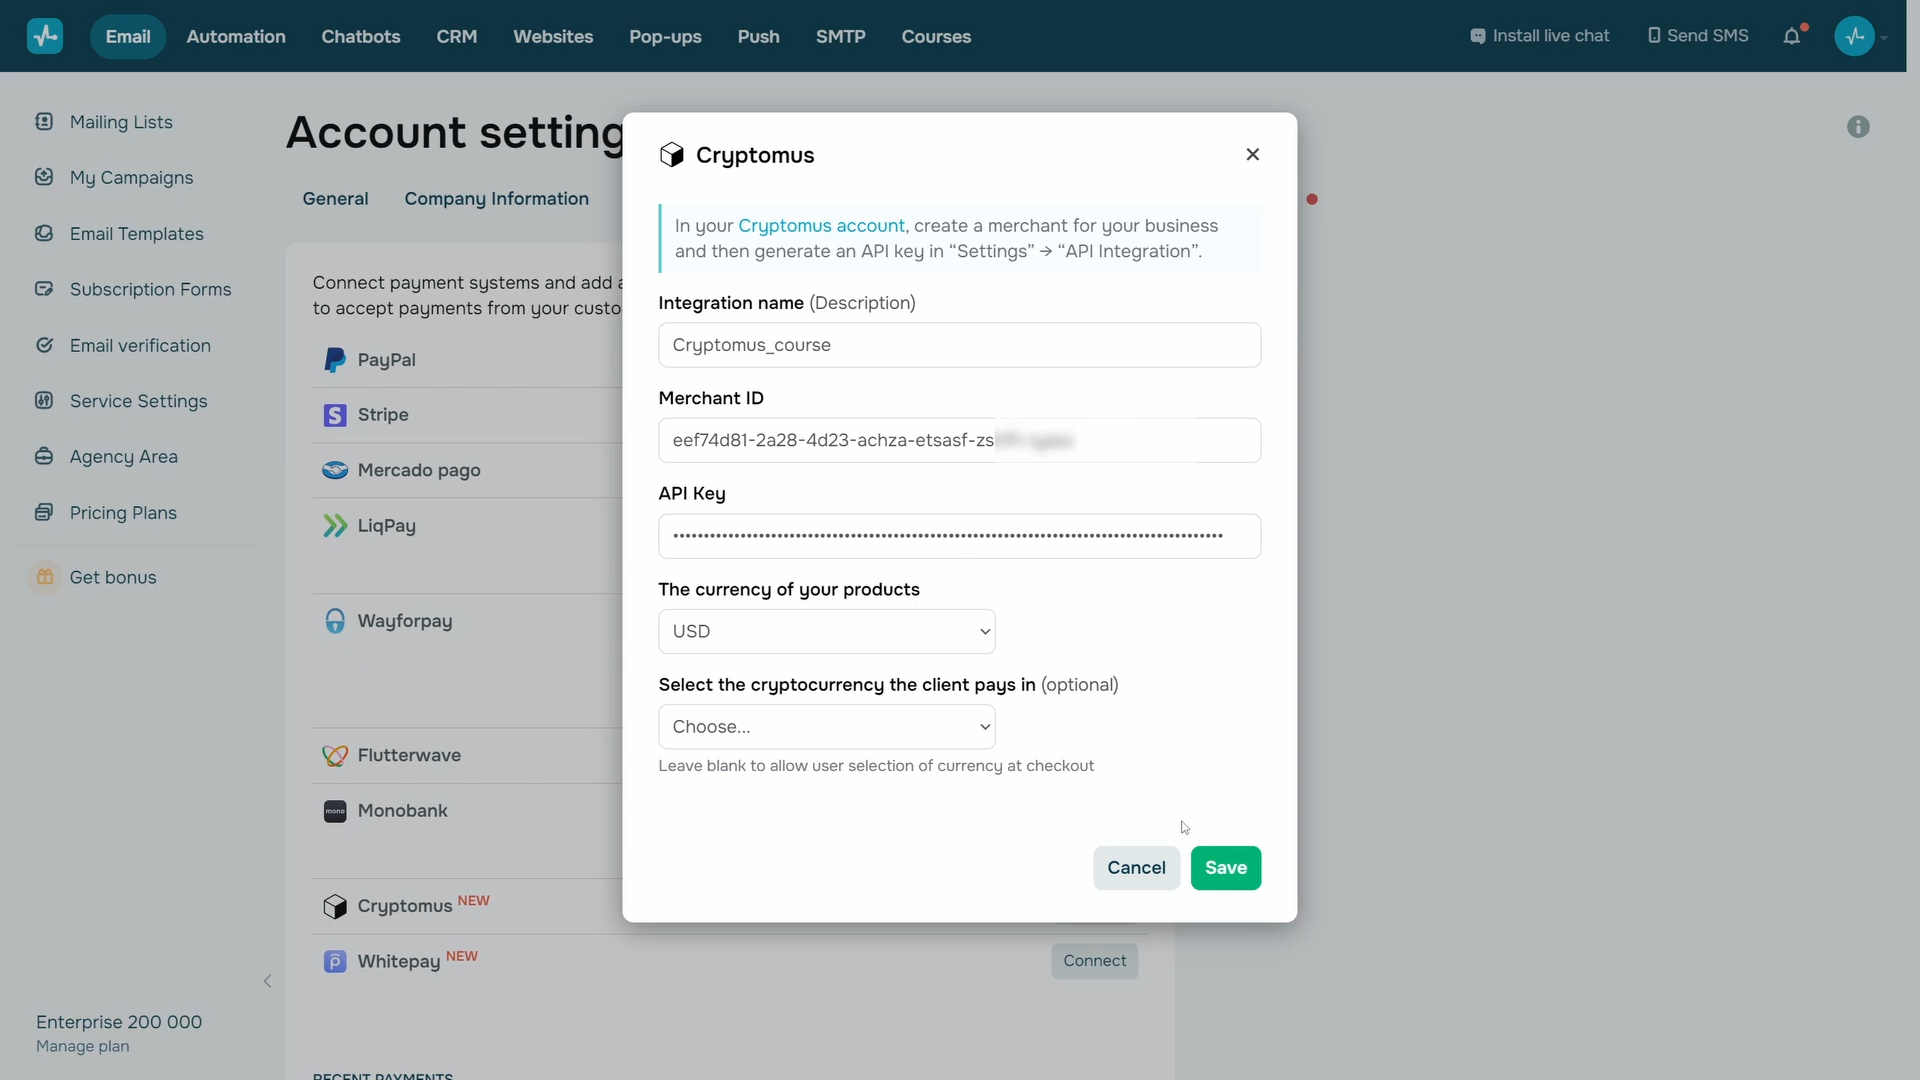 Email
Automation
Chatbots
CRM
Websites
Pop-ups
Push
SMTP
Courses
Install live chat
Send SMS
Mailing Lists
My Campaigns
Email Templates
Subscription Forms
Email verification
Service Settings
Agency Area
Pricing Plans
Get bonus
Enterprise 200 000
Manage plan
Account setting
General
Company Information
Connect payment systems and add a
to accept payments from your custo
PayPal
Stripe
Mercado pago
LiqPay
Wayforpay
Flutterwave
mono
Monobank
Cryptomus NEW
Whitepay NEW
Connect
RECENT PAYMENTS
Cryptomus
In your Cryptomus account, create a merchant for your business
and then generate an API key in “Settings” → “API Integration”.
Integration name (Description)
Cryptomus_course
Merchant ID
eef74d81-2a28-4d23-achza-etsasf-zs
API Key
The currency of your products
USD
Select the cryptocurrency the client pays in (optional)
Choose...
Leave blank to allow user selection of currency at checkout
Cancel
Save